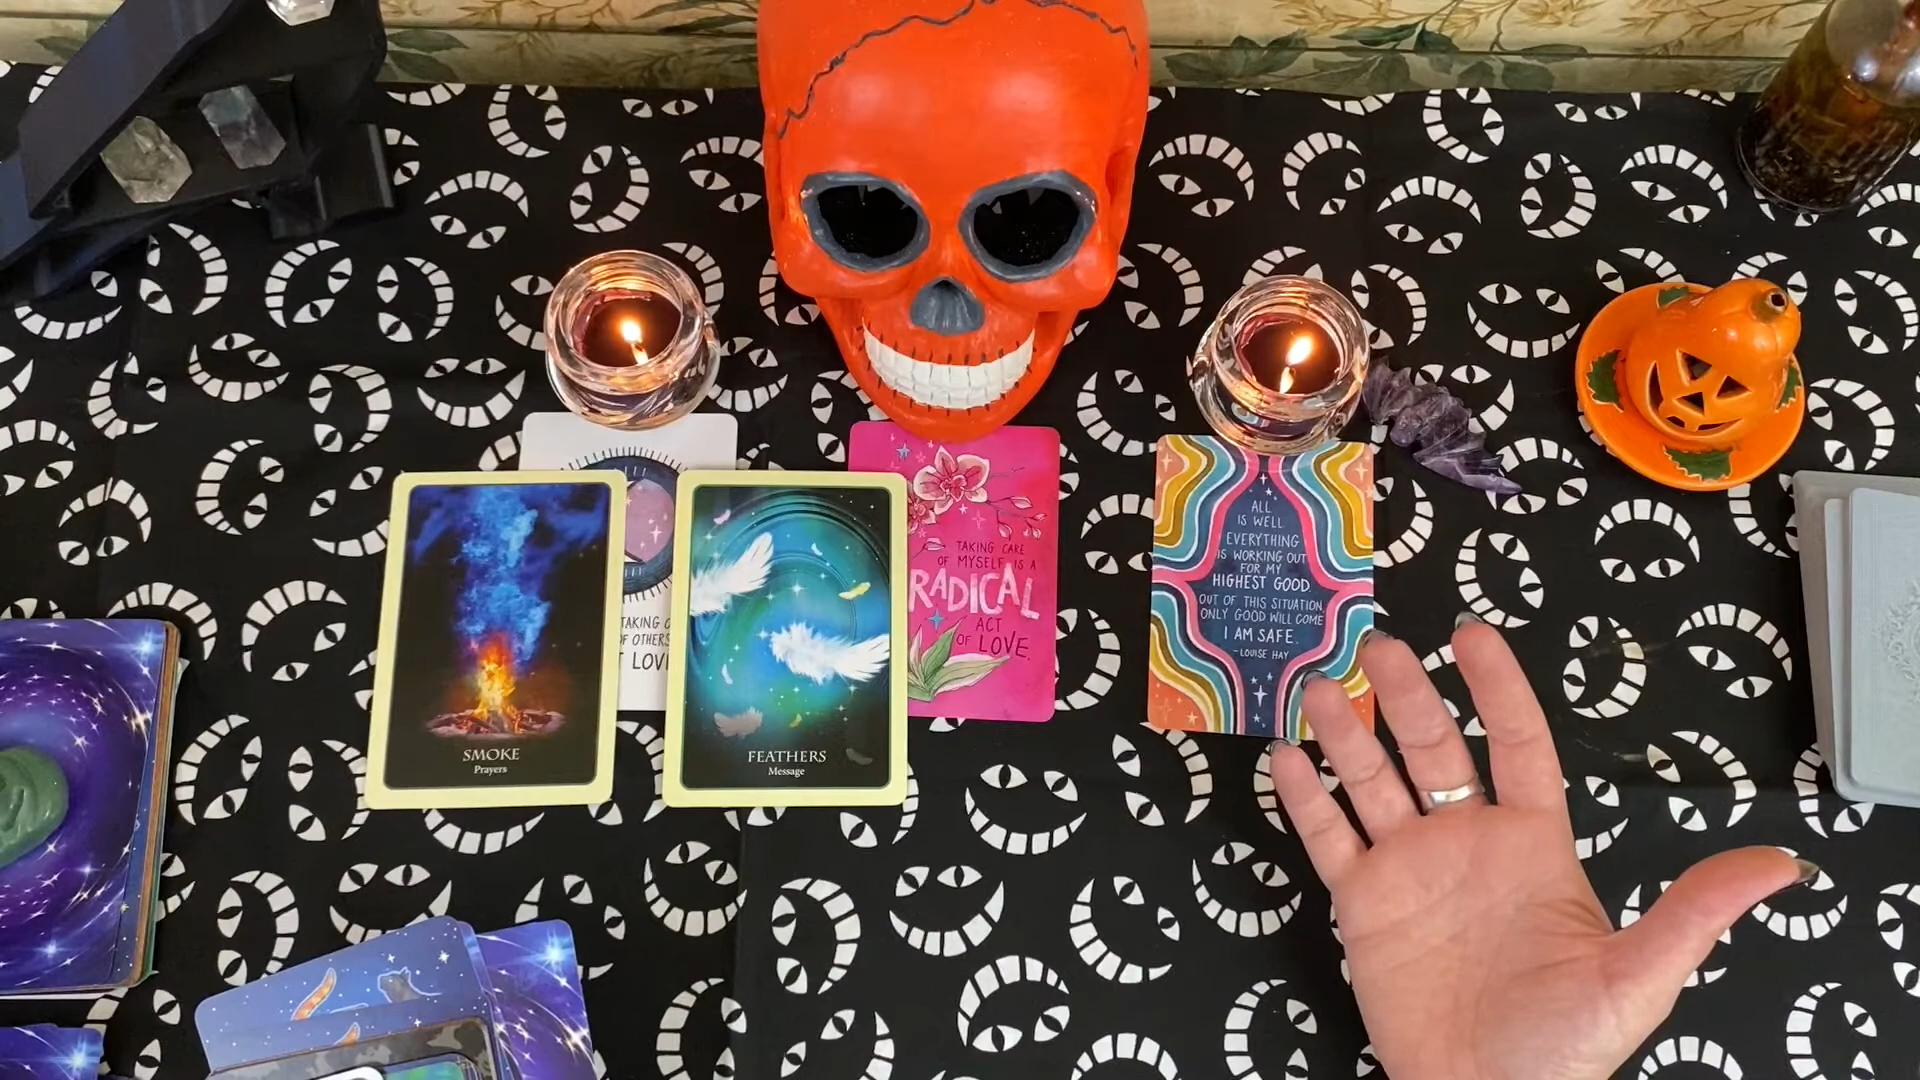 SMOKE
Prayers
TAKING
OF OTHERS
FEATHERS
Message
TAKING CARE
OF MYSELF IS A
RADICAL
ACT
OF LOVE.
ALL
IS WELL.
EVERYTHING
IS WORKING OUT
FOR MY
HIGHEST GOOD.
OUT OF THIS SITUATION
ONLY GOOD WILL COME
I AM SAFE.
-LOUISE HAY